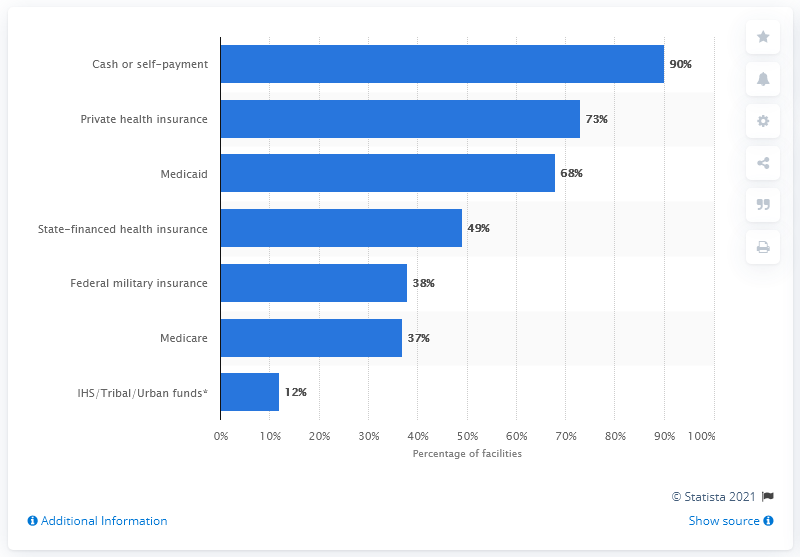 Cash or self-payment 90%
Private health insurance 73%
Medicaid 68%
State-financed health insurance 49%
Federal military insurance 38%
Medicare 37%
IHS/Tribal/Urban funds* 12%
0% 10% 20% 30% 40% 50% 60% 70% 80% 90% 100%
Percentage of facilities
© Statista 2021
Additional Information Show source